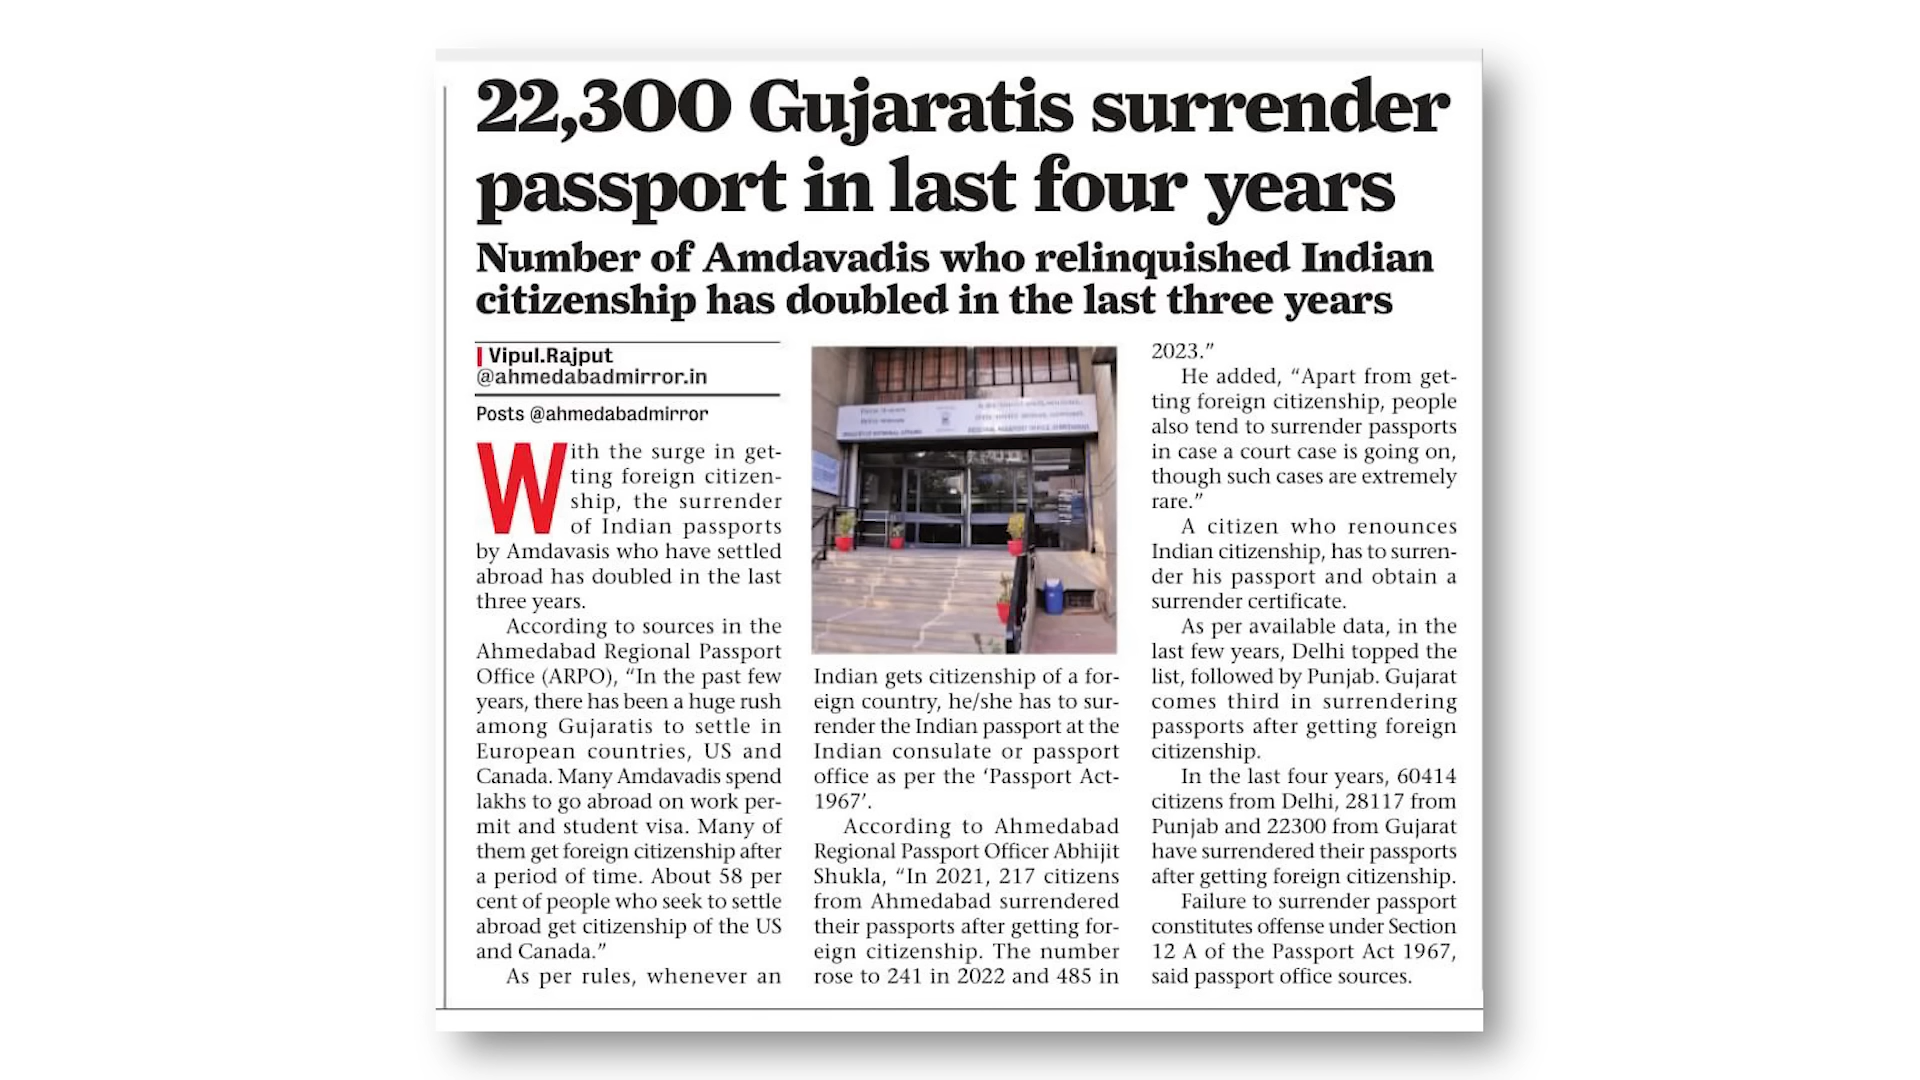 22,300 Gujaratis surrender
passport in last four years
Number of Amdavadis who relinquished Indian
citizenship has doubled in the last three years
Vipul.Rajput
@ahmedabadmirror.in
Posts @ahmedabadmirror
With the surge in get-
ting foreign citizen-
ship, the surrender
of Indian passports
by Amdavasis who have settled
abroad has doubled in the last
three years.
According to sources in the
Ahmedabad Regional Passport
Office (ARPO), “In the past few
years, there has been a huge rush
among Gujaratis to settle in
European countries, US and
Canada. Many Amdavadis spend
lakhs to go abroad on work per-
mit and student visa. Many of
them get foreign citizenship after
a period of time. About 58 per
cent of people who seek to settle
abroad get citizenship of the US
and Canada.”
As per rules, whenever an
Indian gets citizenship of a for-
eign country, he/she has to sur-
render the Indian passport at the
Indian consulate or passport
office as per the ‘Passport Act-
1967’.
According to Ahmedabad
Regional Passport Officer Abhijit
Shukla, “In 2021, 217 citizens
from Ahmedabad surrendered
their passports after getting for-
eign citizenship. The number
rose to 241 in 2022 and 485 in
2023.”
He added, “Apart from get-
ting foreign citizenship, people
also tend to surrender passports
in case a court case is going on,
though such cases are extremely
rare.”
A citizen who renounces
Indian citizenship, has to surren-
der his passport and obtain a
surrender certificate.
As per available data, in the
last few years, Delhi topped the
list, followed by Punjab. Gujarat
comes third in surrendering
passports after getting foreign
citizenship.
In the last four years, 60414
citizens from Delhi, 28117 from
Punjab and 22300 from Gujarat
have surrendered their passports
after getting foreign citizenship.
Failure to surrender passport
constitutes offense under Section
12 A of the Passport Act 1967,
said passport office sources.